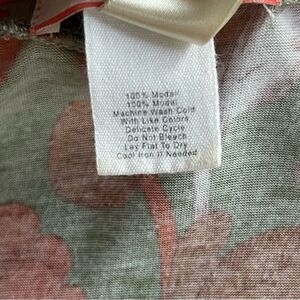 100% Modal
100% Modal
Machine Wash Cold
With Like Colors
Delicate Cycle
Do Not Bleach
Lay Flat To Dry
Cool Iron If Needed